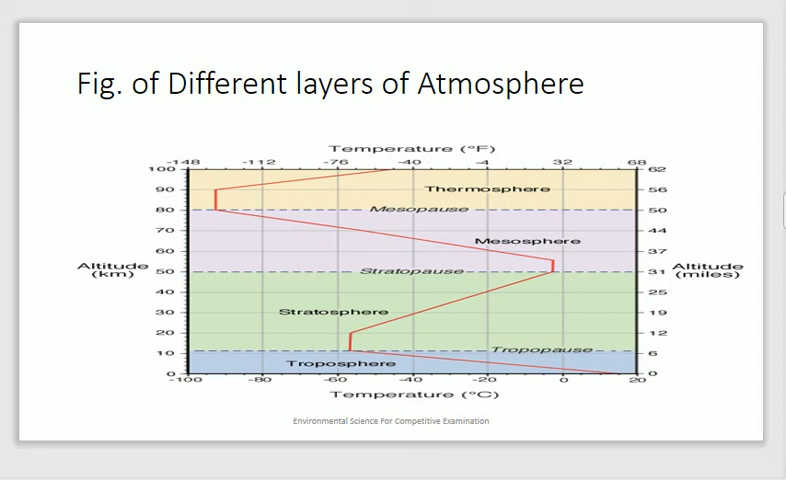 Fig. of Different layers of Atmosphere
Temperature (°F)
-148 -112 -76 -40 -4 32 68
100 62
Thermosphere
90 56
80 Mesopause 50
70 44
Mesosphere
60 37
Altitude (km) Altitude (miles)
50 Stratopause 31
40 25
30 Stratosphere 19
20 12
Tropopause
10 6
Troposphere
0 0
-100 -80 -60 -40 -20 0 20
Temperature (°C)
Environmental Science For Competitive Examination